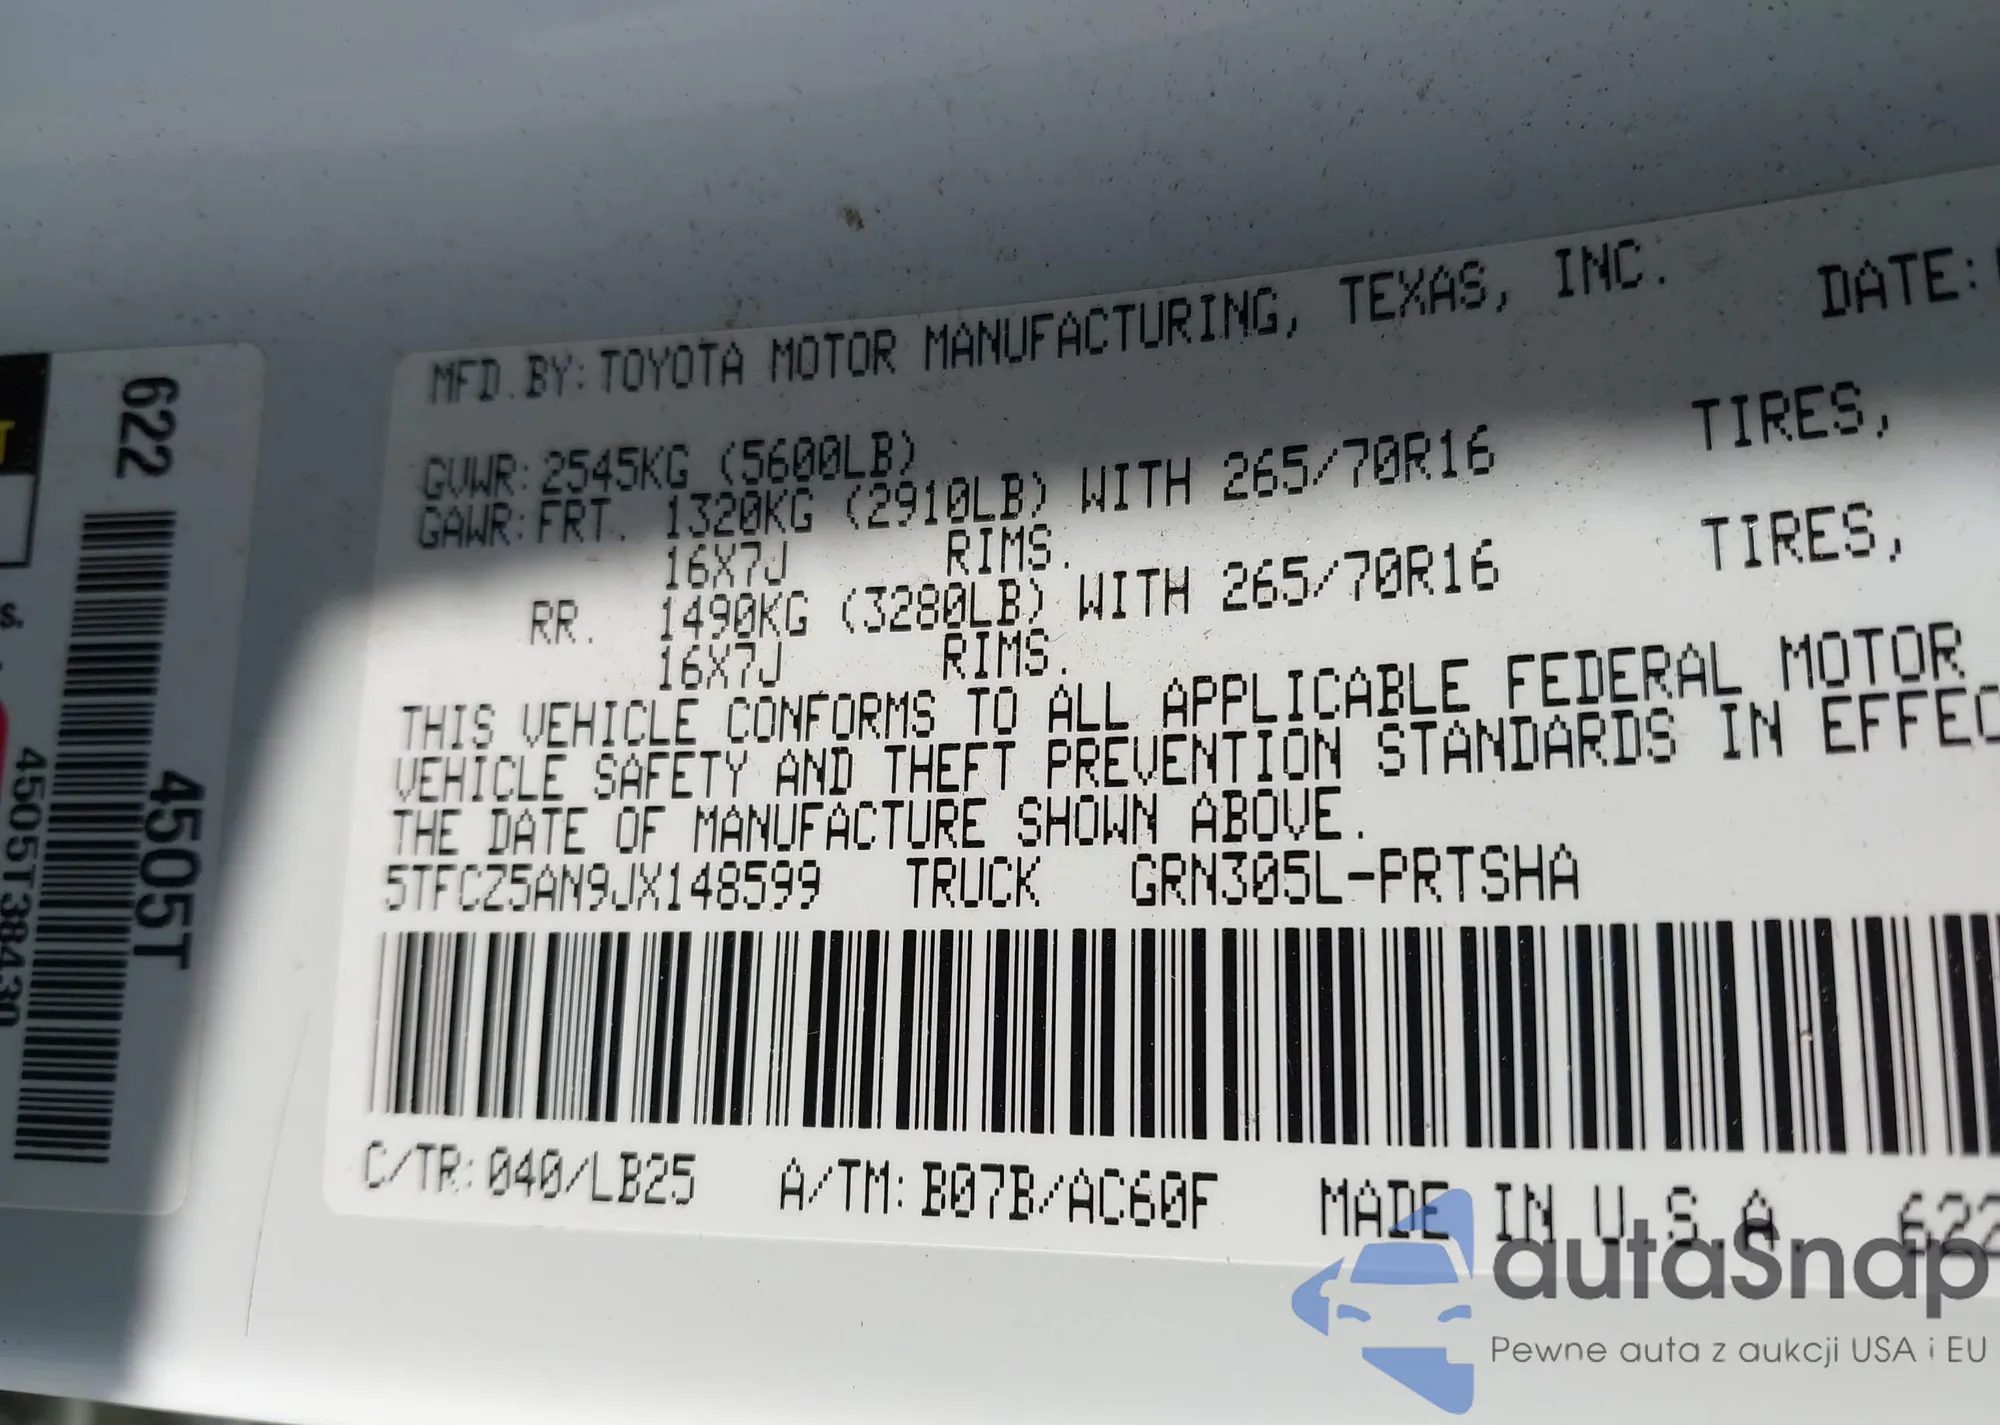 622
4505T
4505T38430
s.
MFD.BY:TOYOTA MOTOR MANUFACTURING, TEXAS, INC. DATE:
GVWR:2545KG (5600LB)
GAWR:FRT. 1320KG (2910LB) WITH 265/70R16 TIRES,
16X7J RIMS.
RR. 1490KG (3280LB) WITH 265/70R16 TIRES,
16X7J RIMS.
THIS VEHICLE CONFORMS TO ALL APPLICABLE FEDERAL MOTOR
VEHICLE SAFETY AND THEFT PREVENTION STANDARDS IN EFFEC
THE DATE OF MANUFACTURE SHOWN ABOVE.
5TFCZ5AN9JX148599 TRUCK GRN305L-PRTSHA
C/TR:040/LB25 A/TM:B07B/AC60F MADE IN U.S.A. 622
autaSnap
Pewne auta z aukcji USA i EU